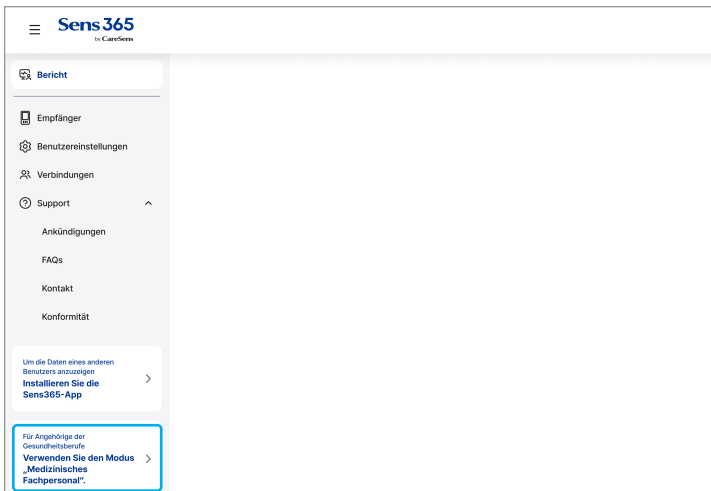 Sens365
by CareSens
Bericht
Empfänger
Benutzereinstellungen
Verbindungen
Support
Ankündigungen
FAQs
Kontakt
Konformität
Um die Daten eines anderen
Benutzers anzuzeigen
Installieren Sie die
Sens365-App
Für Angehörige der
Gesundheitsberufe
Verwenden Sie den Modus
„Medizinisches
Fachpersonal".